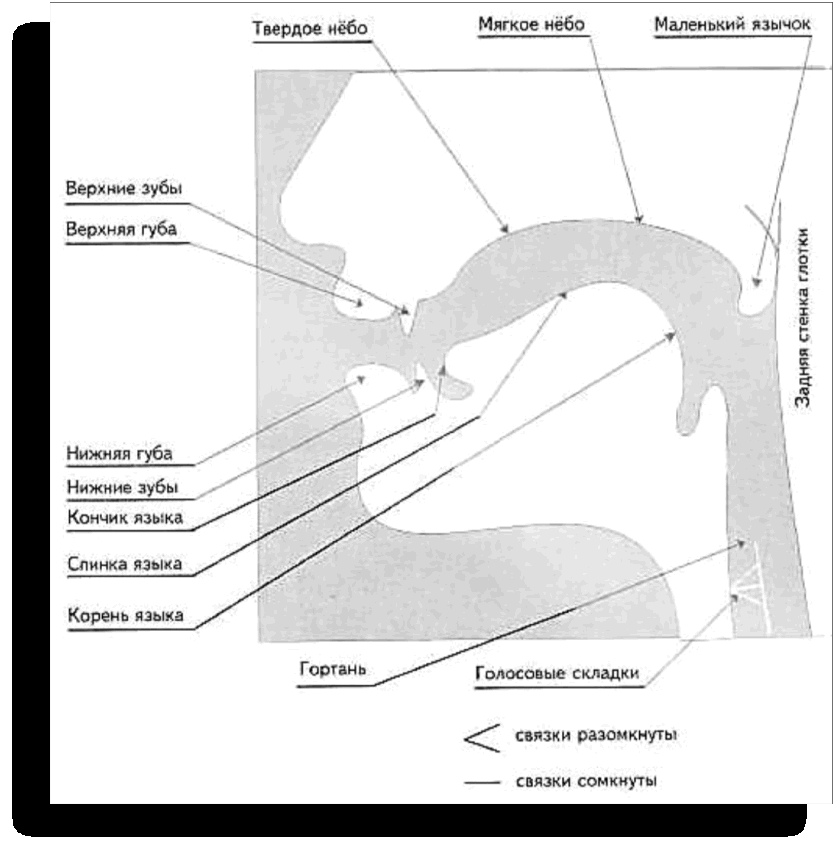 Твердое нёбо
Мягкое нёбо
Маленький язычок
Верхние зубы
Верхняя губа
Задняя стенка глотки
Нижняя губа
Нижние зубы
Кончик языка
Спинка языка
Корень языка
Гортань
Голосовые складки
связки разомкнуты
связки сомкнуты